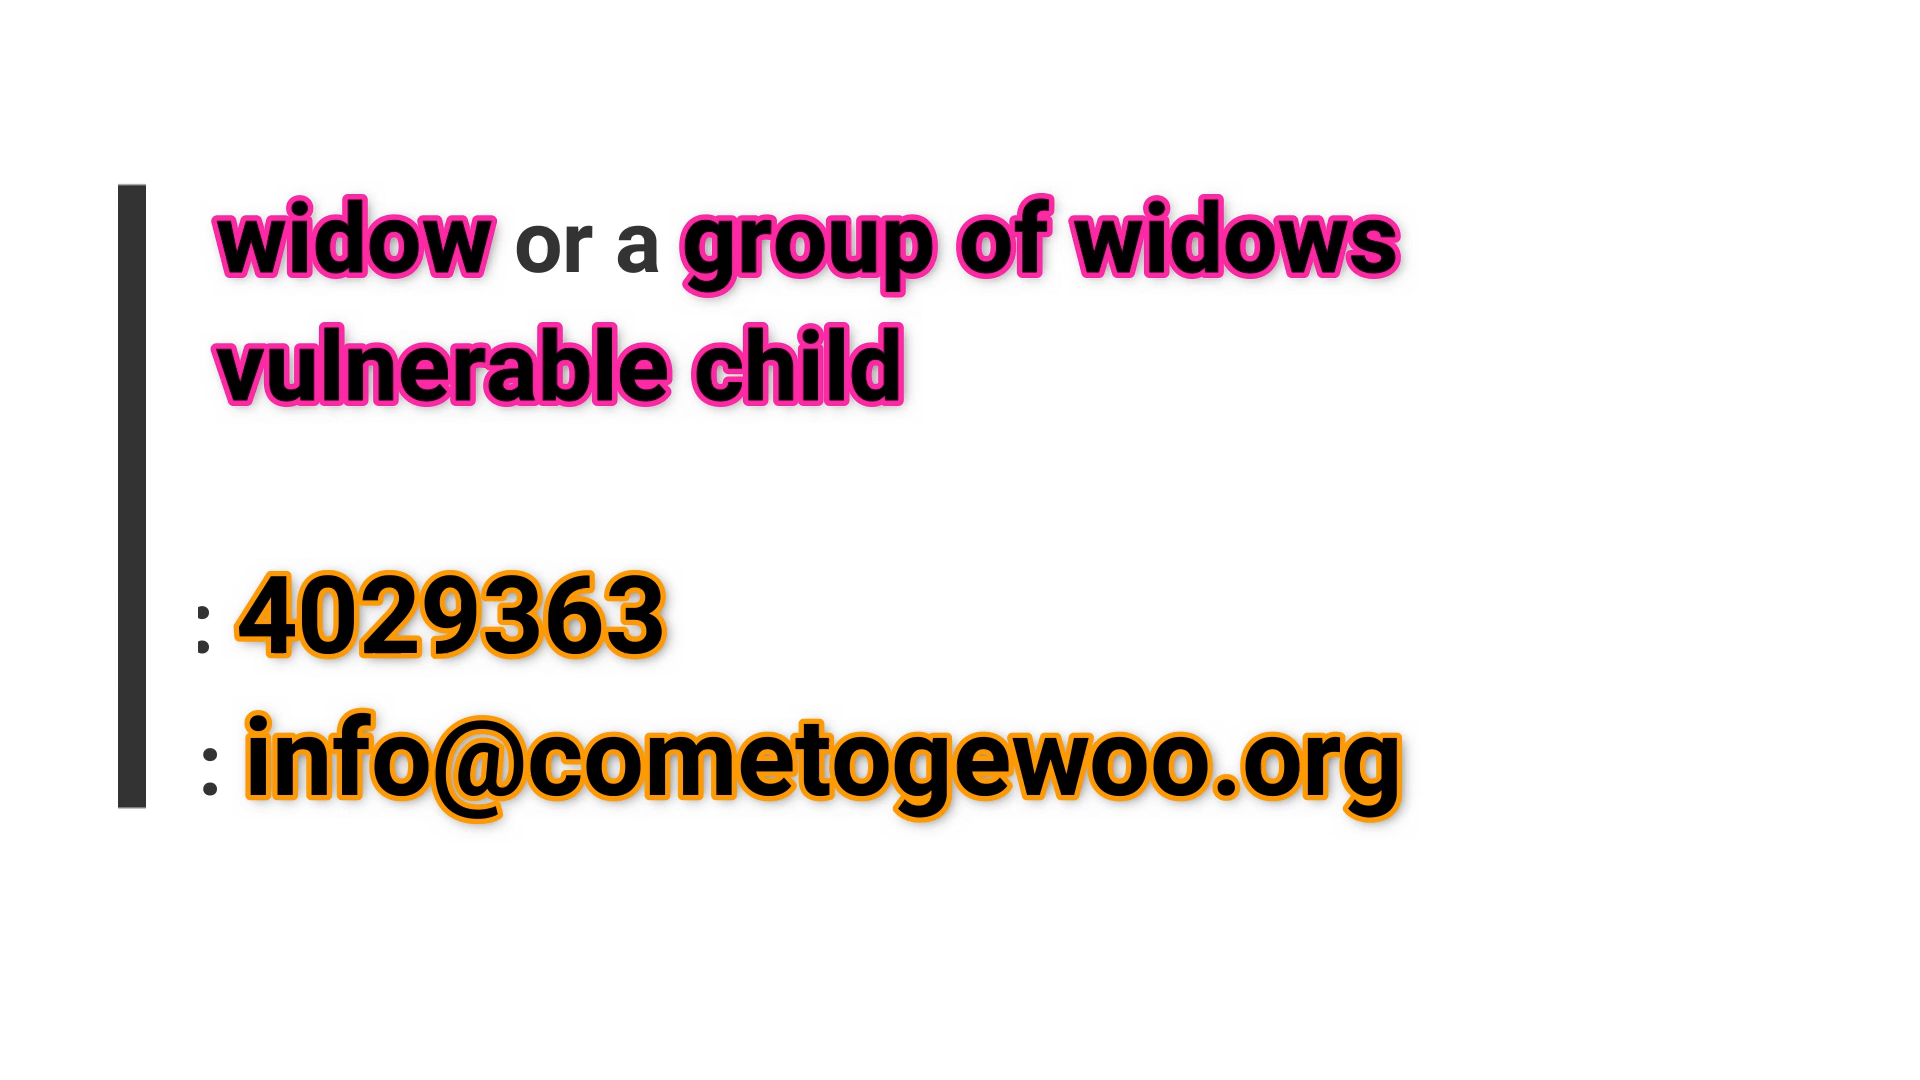 widow or a group of widows
vulnerable child
: 4029363
: info@cometogewoo.org